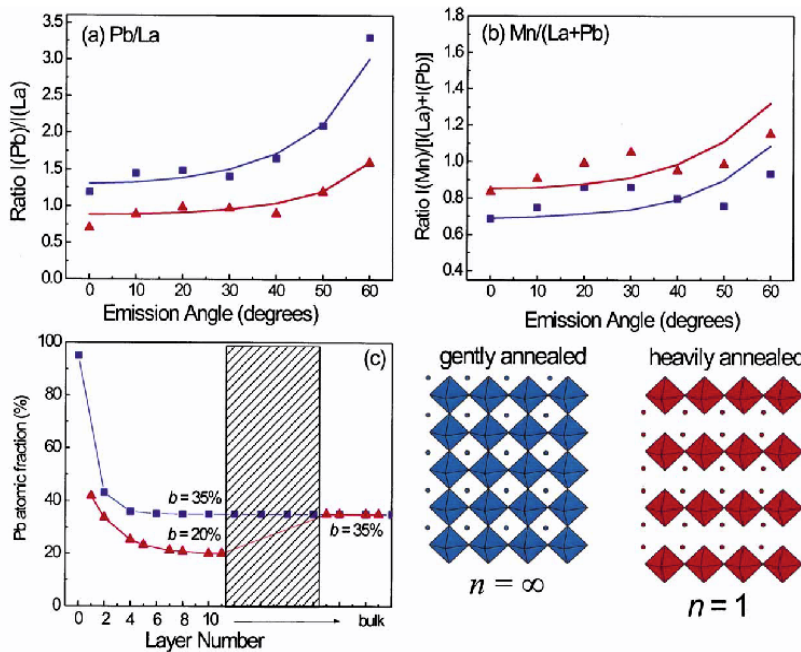 (a) Pb/La
Ratio I(Pb)/I(La)
3.5
3.0
2.5
2.0
1.5
1.0
0.5
0.0
0 10 20 30 40 50 60
Emission Angle (degrees)
(b) Mn/(La+Pb)
Ratio I(Mn)/[I(La)+I(Pb)]
1.8
1.6
1.4
1.2
1.0
0.8
0.6
0.4
0 10 20 30 40 50 60
Emission Angle (degrees)
(c)
Pb atomic fraction (%)
100
80
60
40
20
0
b = 35%
b = 20%
b = 35%
0 2 4 6 8 10 bulk
Layer Number
gently annealed
n = ∞
heavily annealed
n = 1